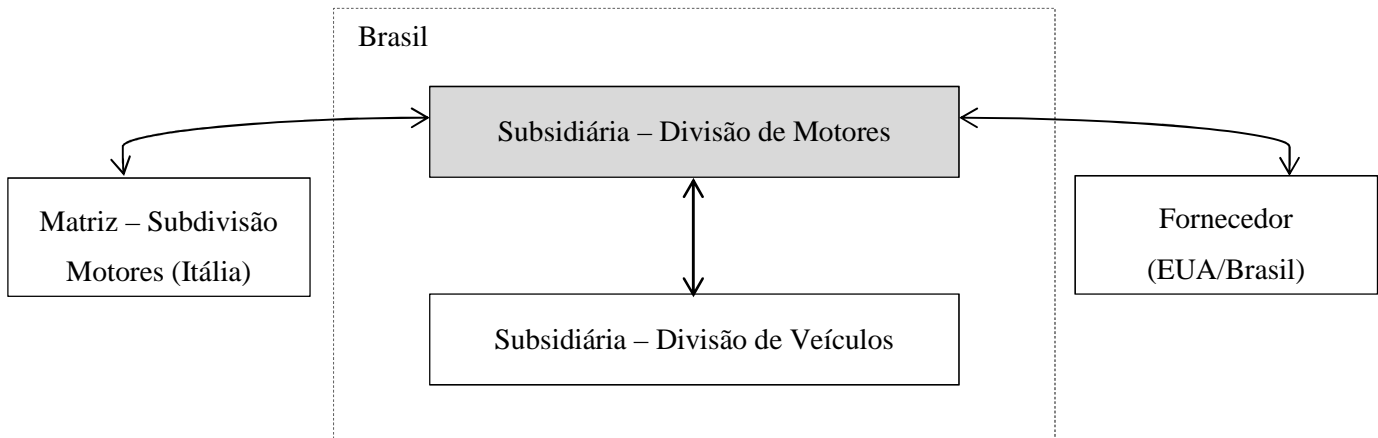 Brasil
Subsidiária – Divisão de Motores
Matriz – Subdivisão
Motores (Itália)
Fornecedor
(EUA/Brasil)
Subsidiária – Divisão de Veículos